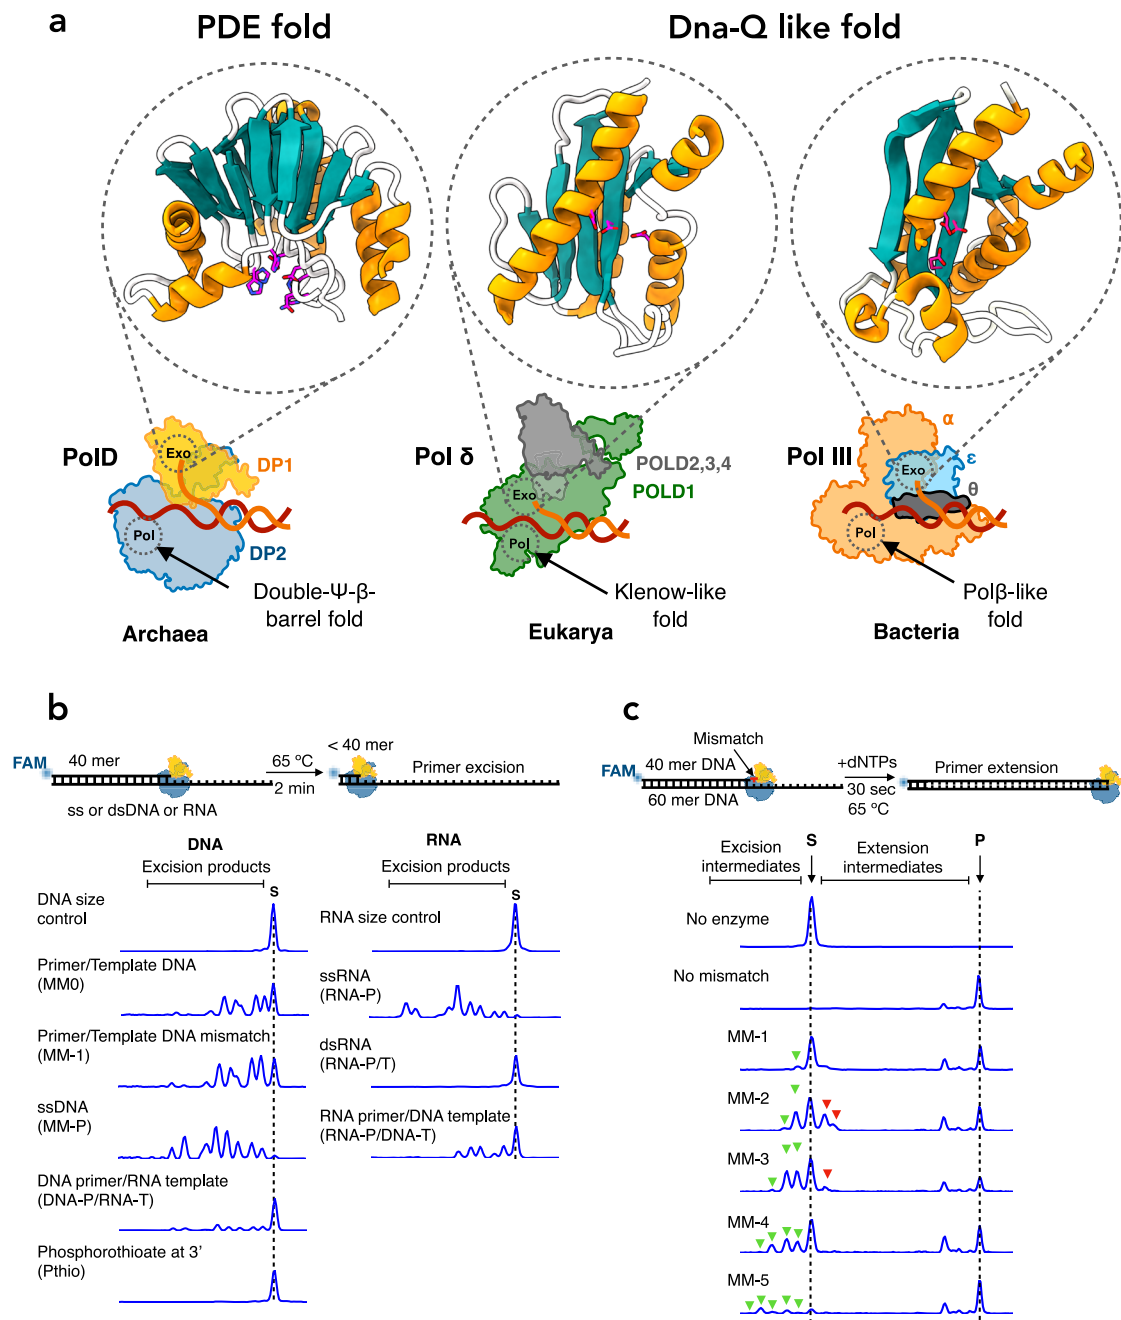 a
PDE fold
Dna-Q like fold
PolD
Exo
DP1
Pol
DP2
Double-Ψ-β-
barrel fold
Archaea
Pol δ
POLD2,3,4
POLD1
Exo
Pol
Klenow-like
fold
Eukarya
Pol III
α
Exo
ε
θ
Pol
Polβ-like
fold
Bacteria
b
FAM
40 mer
ss or dsDNA or RNA
65 ºC
2 min
< 40 mer
Primer excision
DNA
Excision products
S
RNA
Excision products
S
DNA size
control
Primer/Template DNA
(MM0)
Primer/Template DNA mismatch
(MM-1)
ssDNA
(MM-P)
DNA primer/RNA template
(DNA-P/RNA-T)
Phosphorothioate at 3’
(Pthio)
RNA size control
ssRNA
(RNA-P)
dsRNA
(RNA-P/T)
RNA primer/DNA template
(RNA-P/DNA-T)
c
Mismatch
FAM
40 mer DNA
60 mer DNA
+dNTPs
30 sec
65 ºC
Primer extension
Excision
intermediates
S
Extension
intermediates
P
No enzyme
No mismatch
MM-1
MM-2
MM-3
MM-4
MM-5